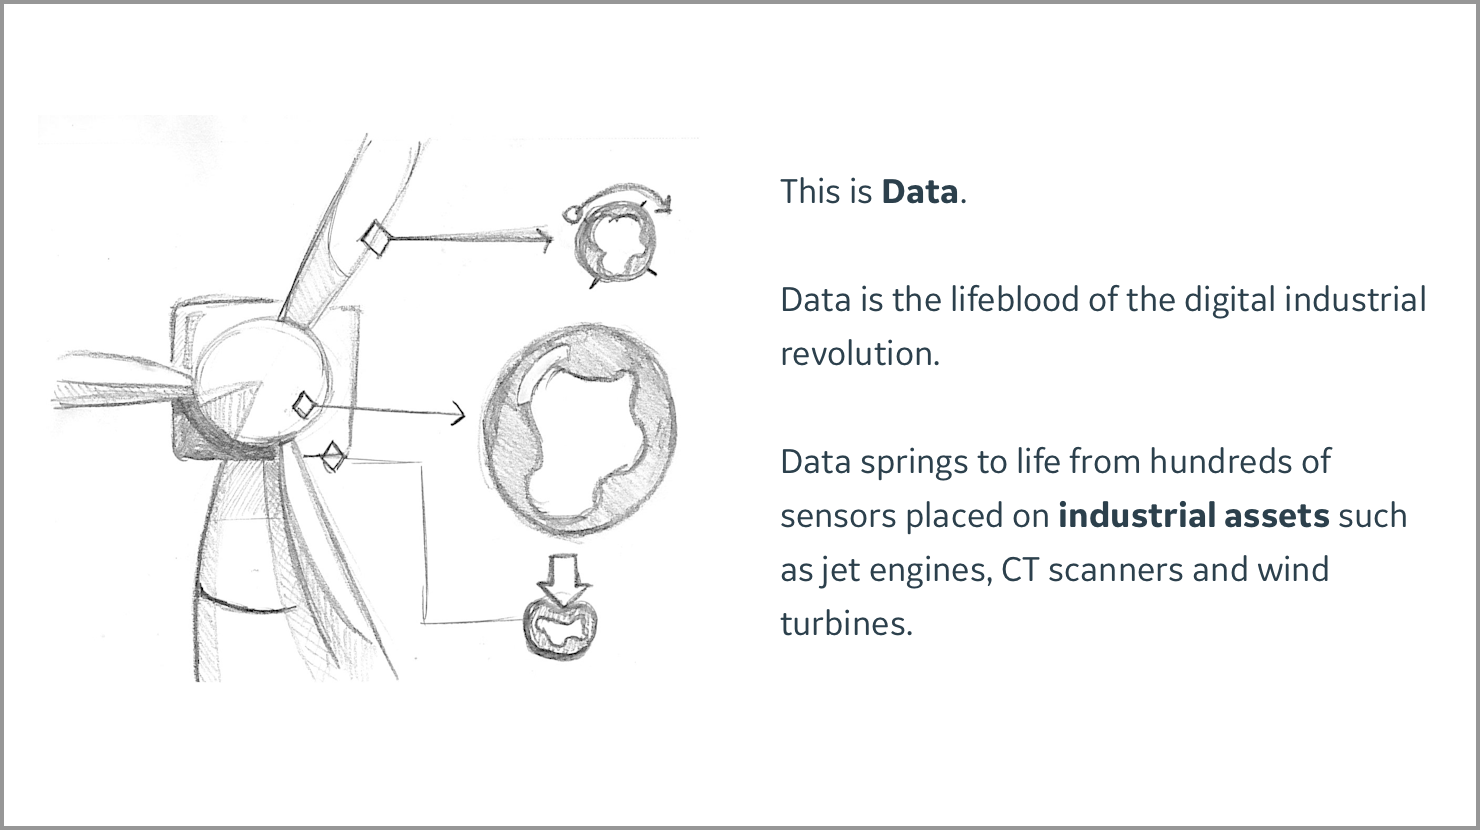 This is Data.
Data is the lifeblood of the digital industrial
revolution.
Data springs to life from hundreds of
sensors placed on industrial assets such
as jet engines, CT scanners and wind
turbines.